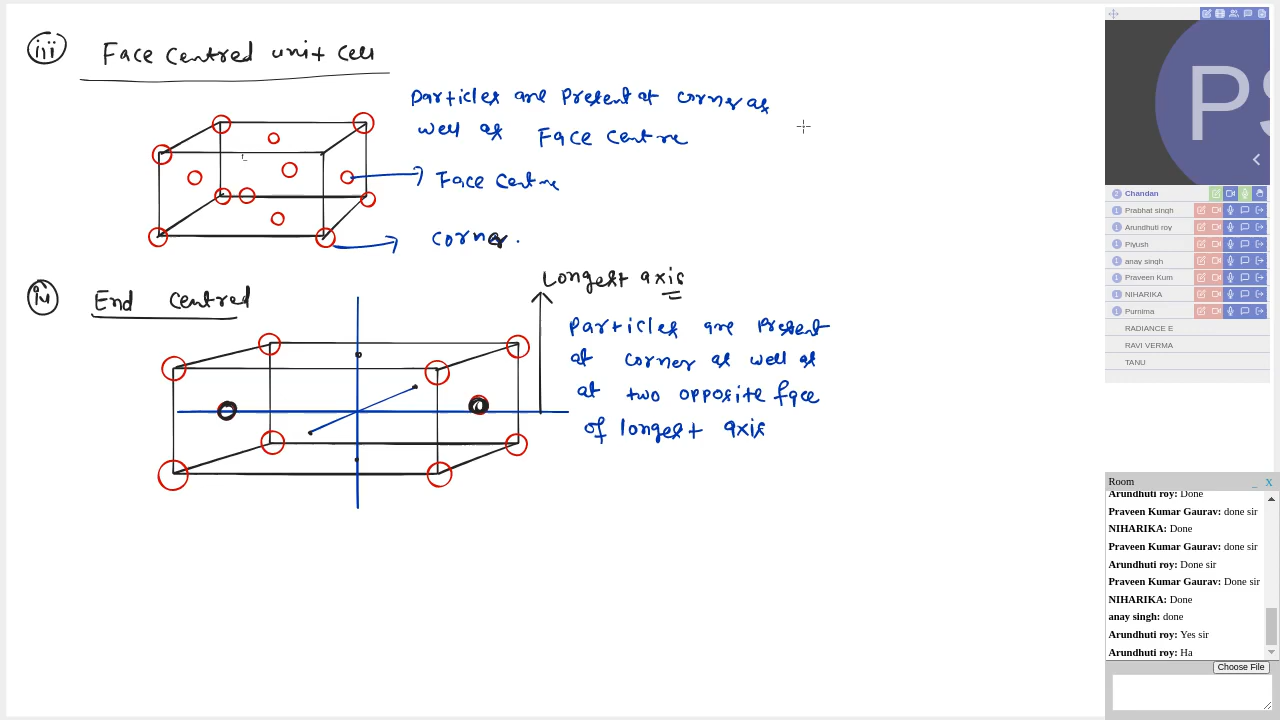 iii Face centred unit cell
Particles are Present at corner as
well as Face centre
Face centre
corner.
iv End centred
Longest axis
Particles are Present
at corner as well as
at two opposite face
of longest axis
PS
Chandan
Prabhat singh
Arundhuti roy
Piyush
anay singh
Praveen Kum
NIHARIKA
Purnima
RADIANCE E
RAVI VERMA
TANU
Room _ X
Arundhuti roy: Done
Praveen Kumar Gaurav: done sir
NIHARIKA: Done
Praveen Kumar Gaurav: done sir
Arundhuti roy: Done sir
Praveen Kumar Gaurav: Done sir
NIHARIKA: Done
anay singh: done
Arundhuti roy: Yes sir
Arundhuti roy: Ha
Choose File